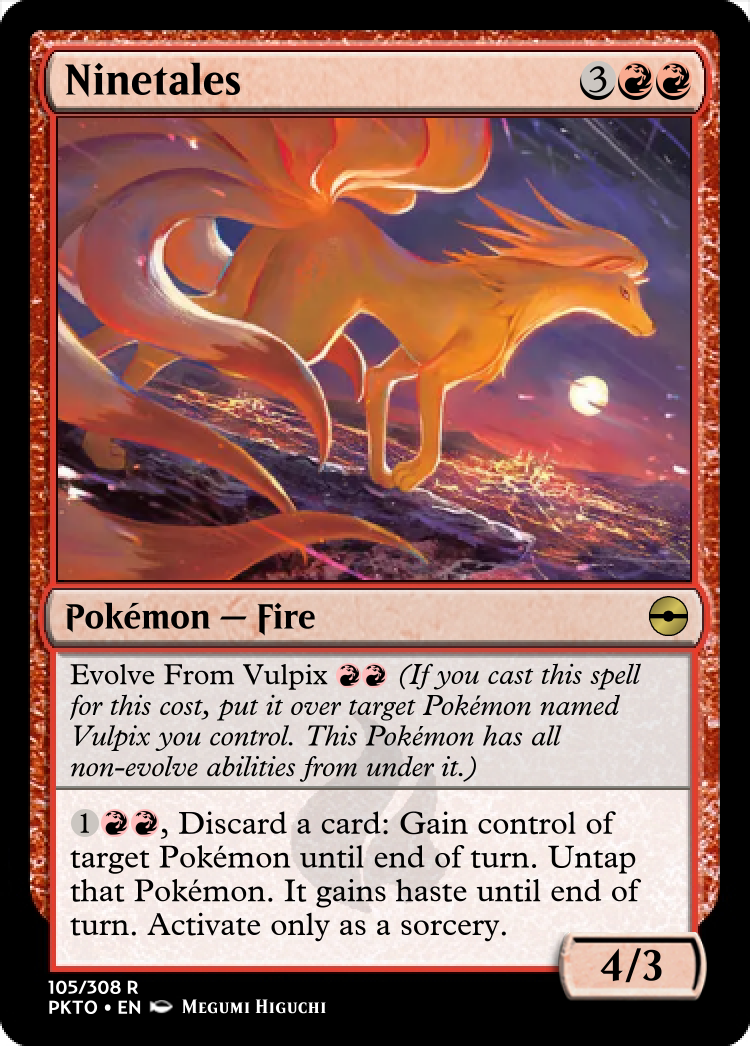 Ninetales 3
Pokémon — Fire
Evolve From Vulpix (If you cast this spell
for this cost, put it over target Pokémon named
Vulpix you control. This Pokémon has all
non-evolve abilities from under it.)
1, Discard a card: Gain control of
target Pokémon until end of turn. Untap
that Pokémon. It gains haste until end of
turn. Activate only as a sorcery.
4/3
105/308 R
PKTO • EN Megumi Higuchi